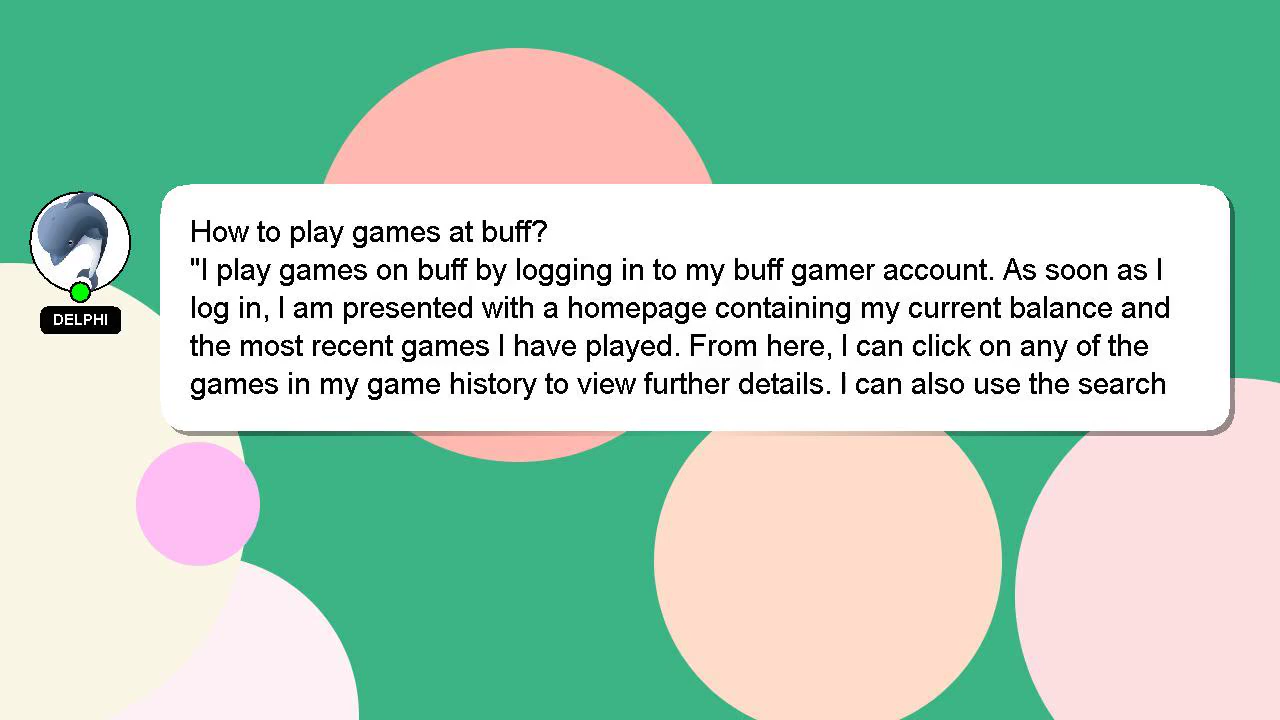 How to play games at buff?
"I play games on buff by logging in to my buff gamer account. As soon as I
log in, I am presented with a homepage containing my current balance and
the most recent games I have played. From here, I can click on any of the
games in my game history to view further details. I can also use the search
DELPHI